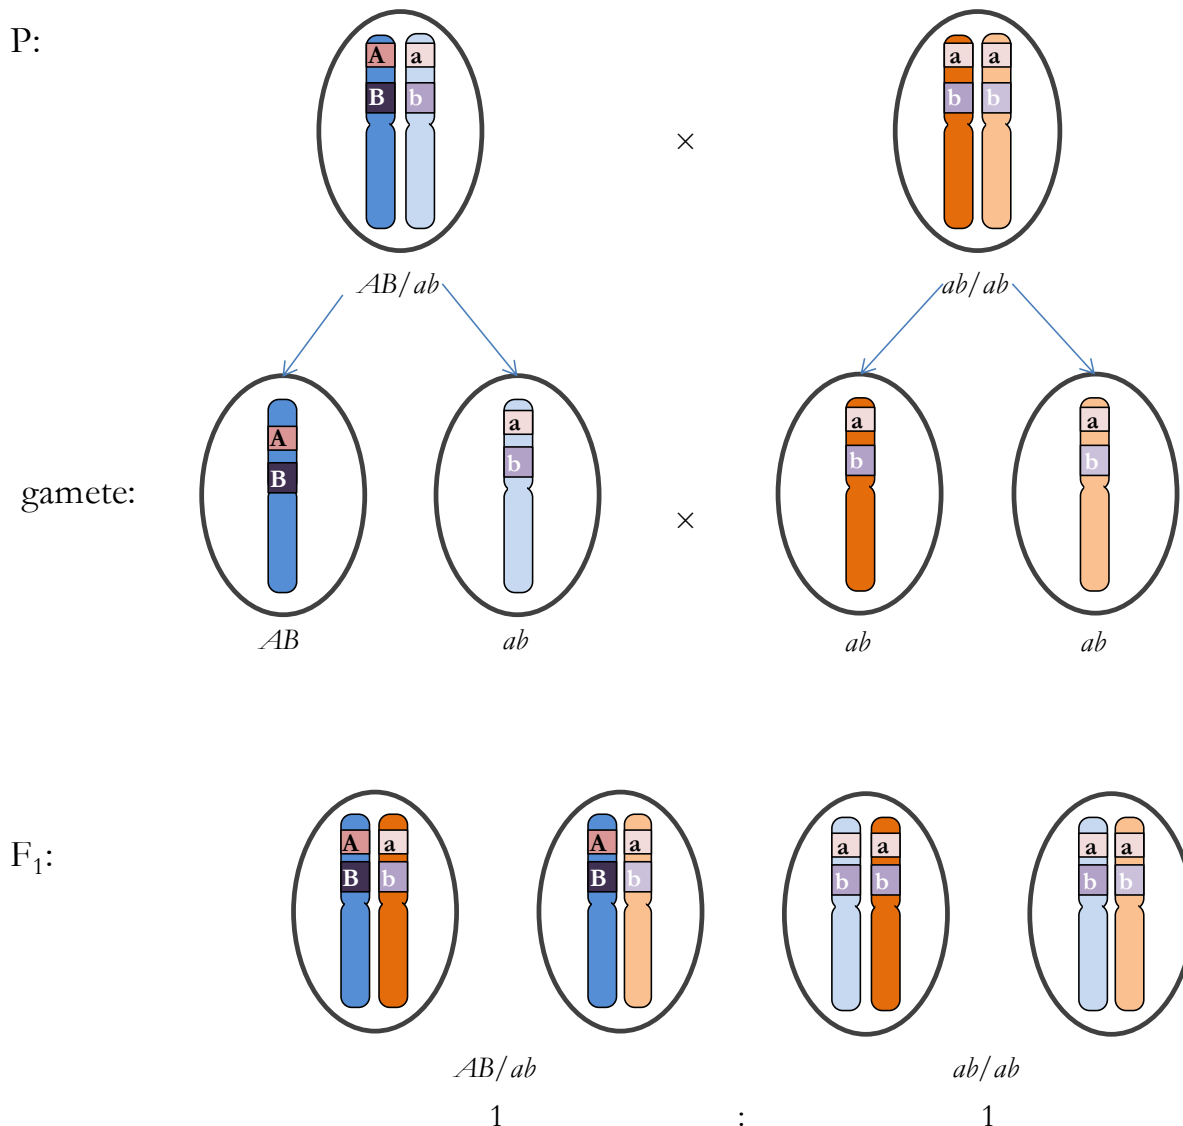 P:
A a a a
B b b b
×
AB/ab ab/ab
A a a a
B b b b
gamete:
×
AB ab ab ab
F₁:
A a A a a a a a
B b B b b b b b
AB/ab ab/ab
1 : 1